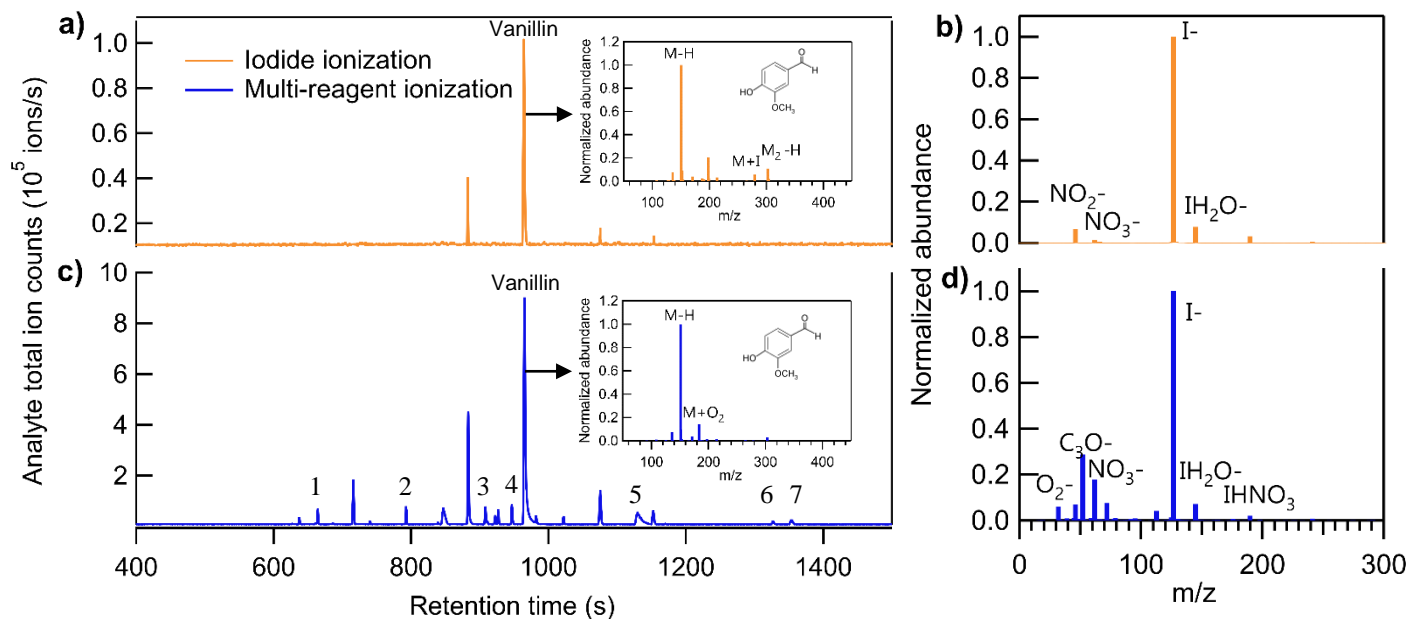 a)
Iodide ionization
Multi-reagent ionization
Vanillin
1.0
0.8
0.6
0.4
0.2
Normalized abundance
1.2
1.0
0.8
0.6
0.4
0.2
0.0
M-H
M+I
M₂-H
O
H
HO
OCH₃
100 200 300 400
m/z
b)
1.0
0.8
0.6
0.4
0.2
0.0
I-
NO₂-
NO₃-
IH₂O-
c)
Vanillin
10
8
6
4
2
1 2 3 4 5 6 7
Normalized abundance
1.2
1.0
0.8
0.6
0.4
0.2
0.0
M-H
M+O₂
O
H
HO
OCH₃
100 200 300 400
m/z
Analyte total ion counts (10⁵ ions/s)
400 600 800 1000 1200 1400
Retention time (s)
d)
Normalized abundance
1.0
0.8
0.6
0.4
0.2
0.0
I-
C₃O-
O₂-
NO₃-
IH₂O-
IHNO₃
0 100 200 300
m/z